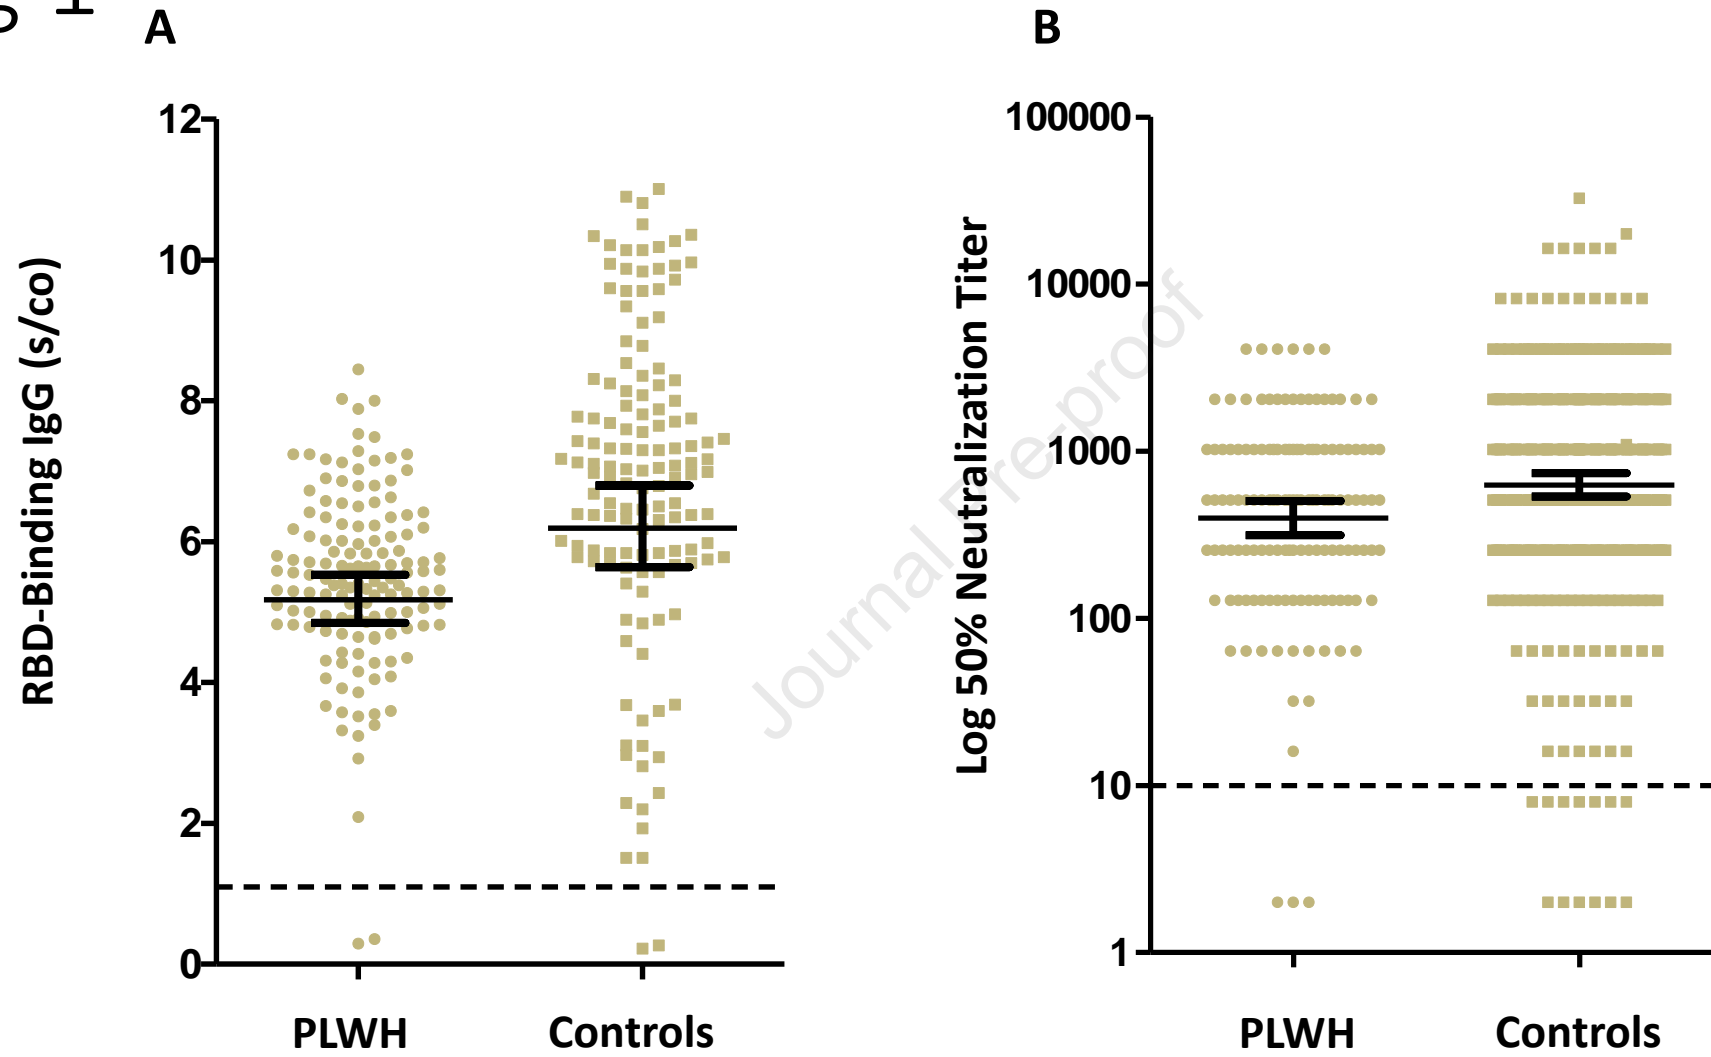 A
B
RBD-Binding IgG (s/co)
12
10
8
6
4
2
0
PLWH
Controls
Log 50% Neutralization Titer
100000
10000
1000
100
10
1
PLWH
Controls
Journal Pre-proof